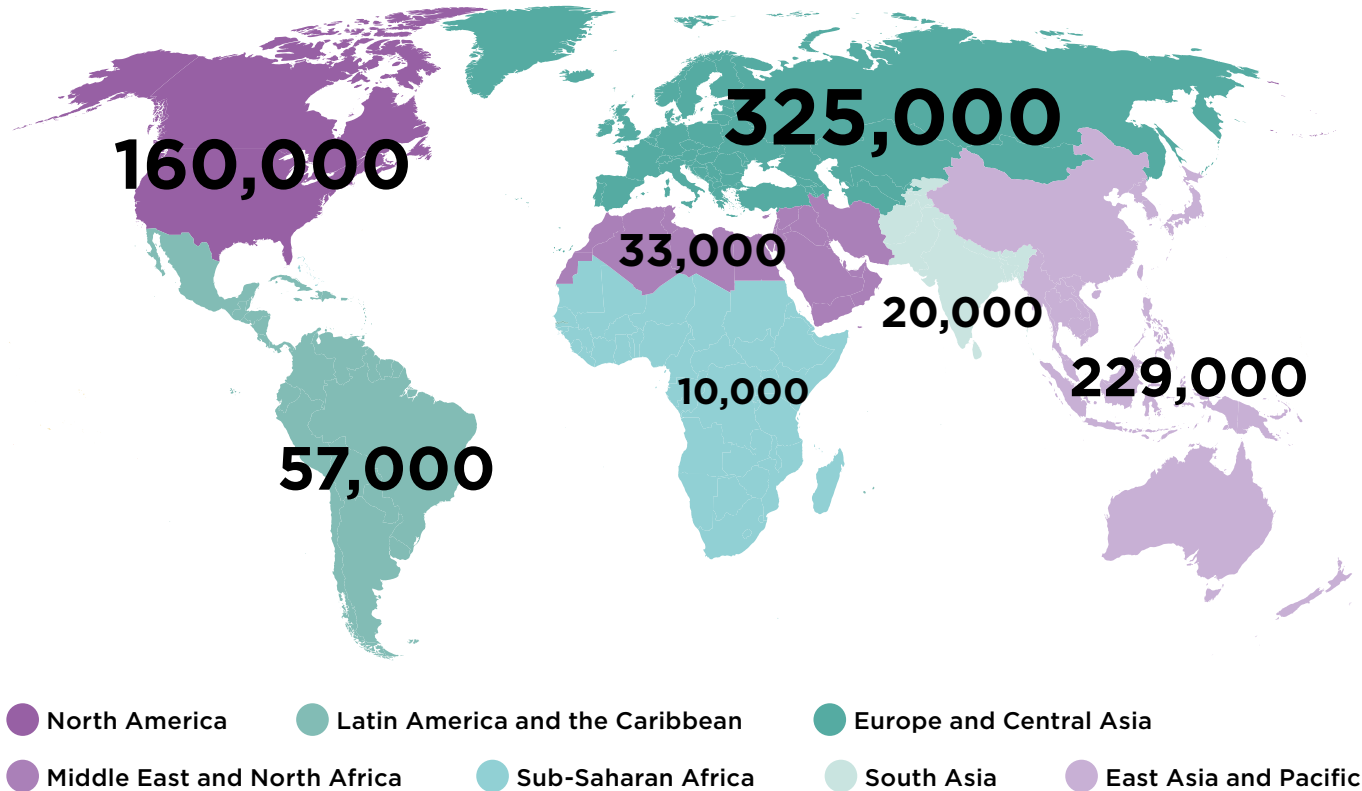 325,000
160,000
33,000
20,000
229,000
10,000
57,000
North America
Latin America and the Caribbean
Europe and Central Asia
Middle East and North Africa
Sub-Saharan Africa
South Asia
East Asia and Pacific